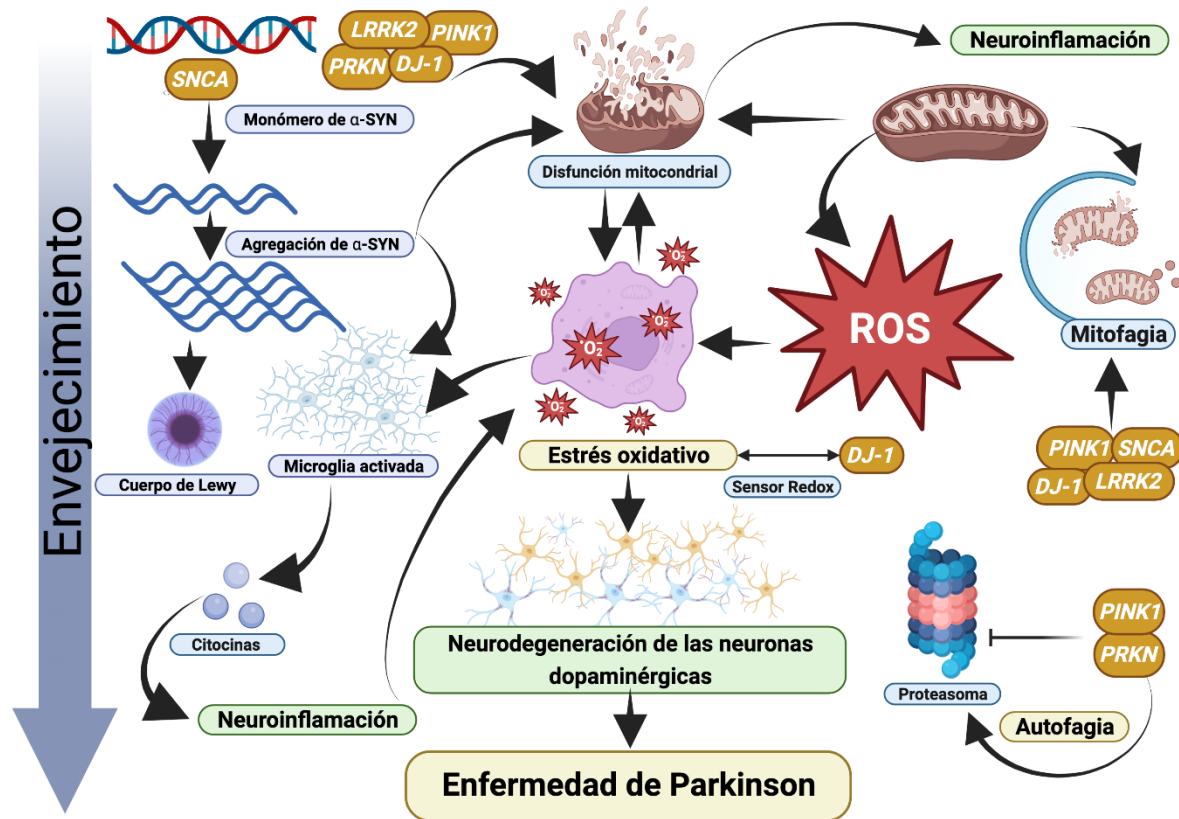 Envejecimiento
SNCA
LRRK2
PINK1
PRKN
DJ-1
Monómero de α-SYN
Agregación de α-SYN
Cuerpo de Lewy
Microglia activada
Citocinas
Neuroinflamación
Disfunción mitocondrial
Neuroinflamación
ROS
Mitofagia
PINK1
SNCA
DJ-1
LRRK2
•O₂⁻
•O₂⁻
•O₂⁻
•O₂⁻
•O₂⁻
•O₂⁻
Estrés oxidativo
DJ-1
Sensor Redox
Neurodegeneración de las neuronas
dopaminérgicas
Enfermedad de Parkinson
PINK1
PRKN
Proteasoma
Autofagia